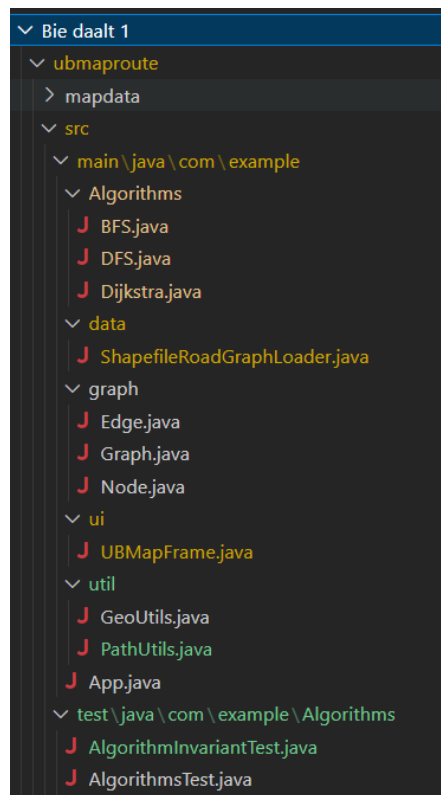 Bie daalt 1
ubmaproute
mapdata
src
main\java\com\example
Algorithms
J BFS.java
J DFS.java
J Dijkstra.java
data
J ShapefileRoadGraphLoader.java
graph
J Edge.java
J Graph.java
J Node.java
ui
J UBMapFrame.java
util
J GeoUtils.java
J PathUtils.java
J App.java
test\java\com\example\Algorithms
J AlgorithmInvariantTest.java
J AlgorithmsTest.java